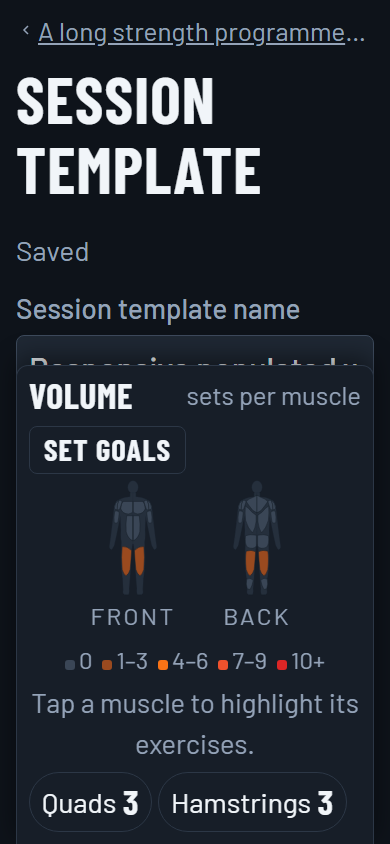 A long strength programme...
SESSION
TEMPLATE
Saved
Session template name
VOLUME
sets per muscle
SET GOALS
FRONT
BACK
0 1–3 4–6 7–9 10+
Tap a muscle to highlight its
exercises.
Quads 3
Hamstrings 3